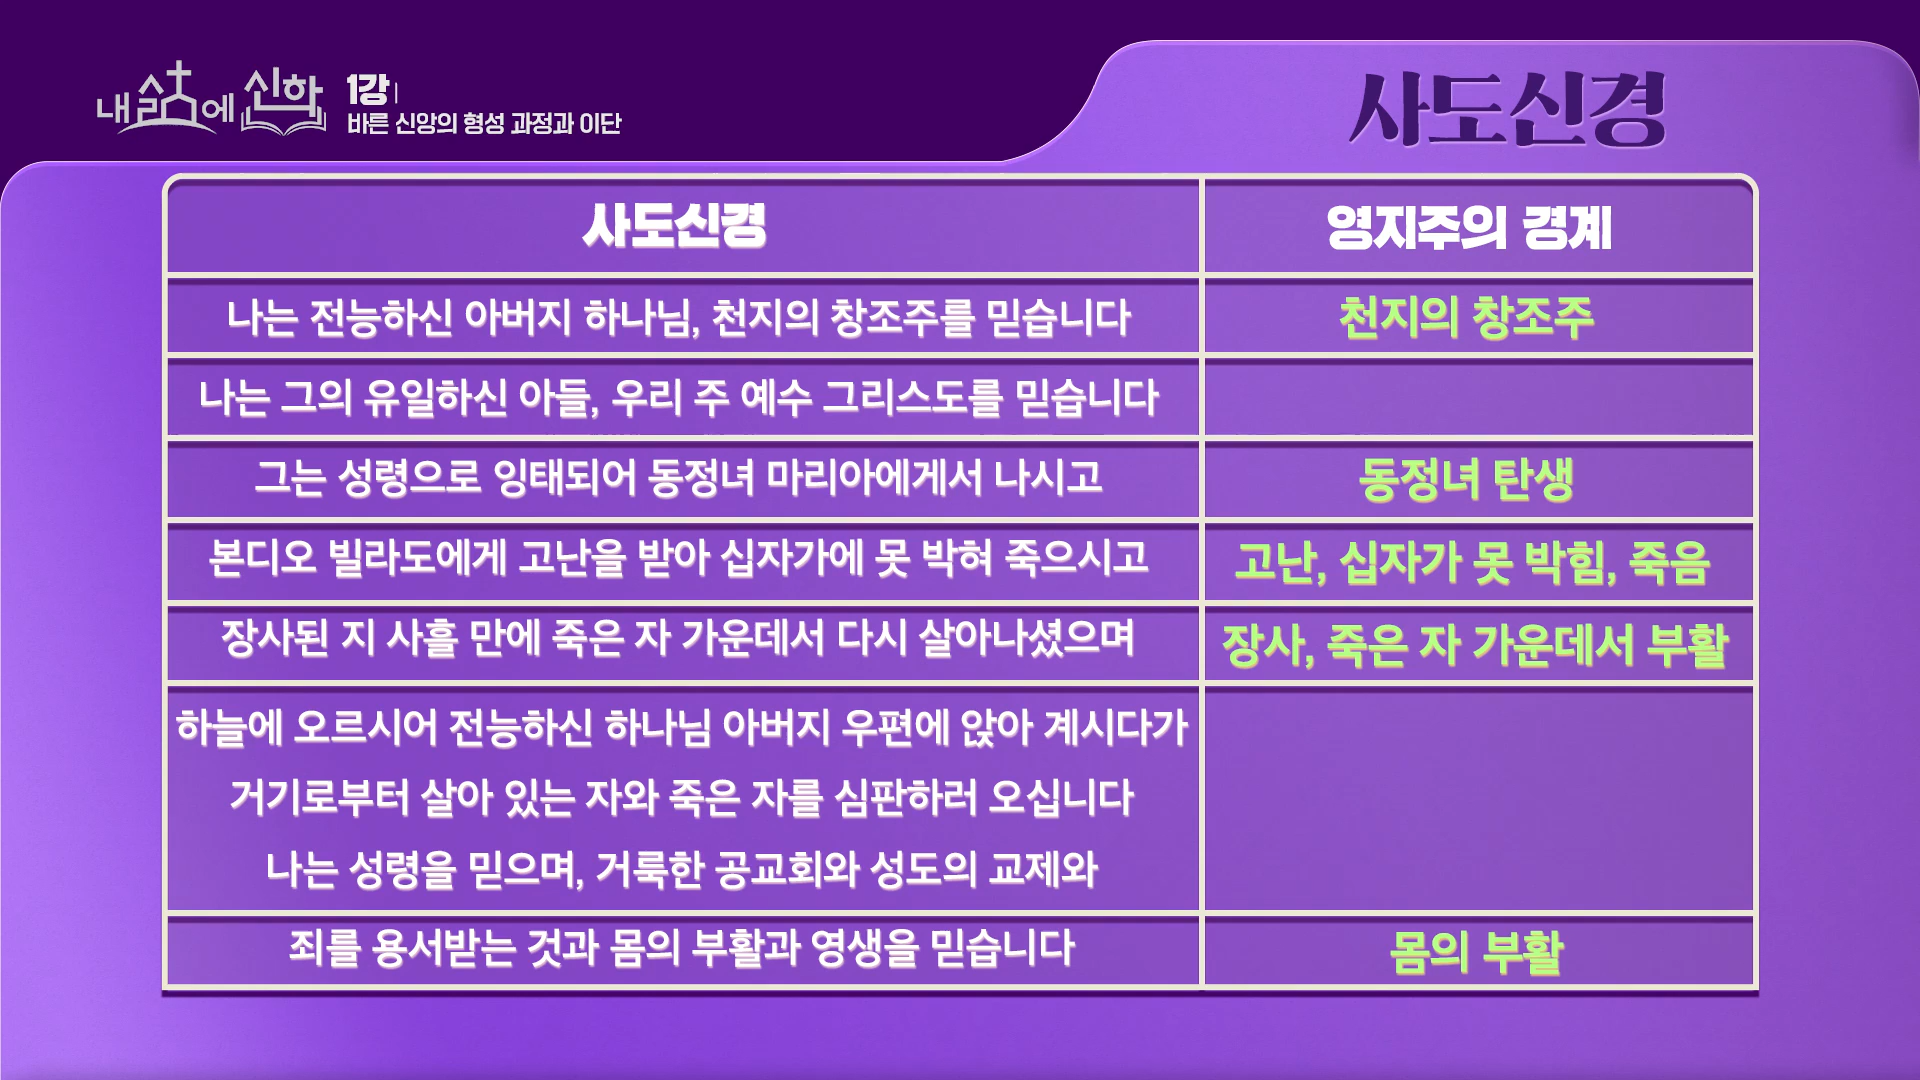 내 삶에 신학
1강
바른 신앙의 형성 과정과 이단
사도신경
사도신경
영지주의 경계
나는 전능하신 아버지 하나님, 천지의 창조주를 믿습니다
천지의 창조주
나는 그의 유일하신 아들, 우리 주 예수 그리스도를 믿습니다
그는 성령으로 잉태되어 동정녀 마리아에게서 나시고
동정녀 탄생
본디오 빌라도에게 고난을 받아 십자가에 못 박혀 죽으시고
고난, 십자가 못 박힘, 죽음
장사된 지 사흘 만에 죽은 자 가운데서 다시 살아나셨으며
장사, 죽은 자 가운데서 부활
하늘에 오르시어 전능하신 하나님 아버지 우편에 앉아 계시다가
거기로부터 살아 있는 자와 죽은 자를 심판하러 오십니다
나는 성령을 믿으며, 거룩한 공교회와 성도의 교제와
죄를 용서받는 것과 몸의 부활과 영생을 믿습니다
몸의 부활